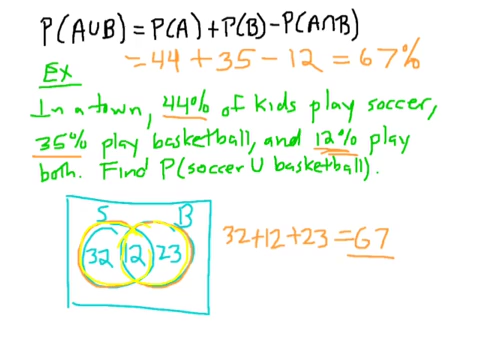 P(A∪B) = P(A) + P(B) - P(A∩B)
= 44 + 35 - 12 = 67%
Ex
In a town, 44% of kids play soccer,
35% play basketball, and 12% play
both. Find P(soccer ∪ basketball).
S B
32 12 23
32+12+23=67